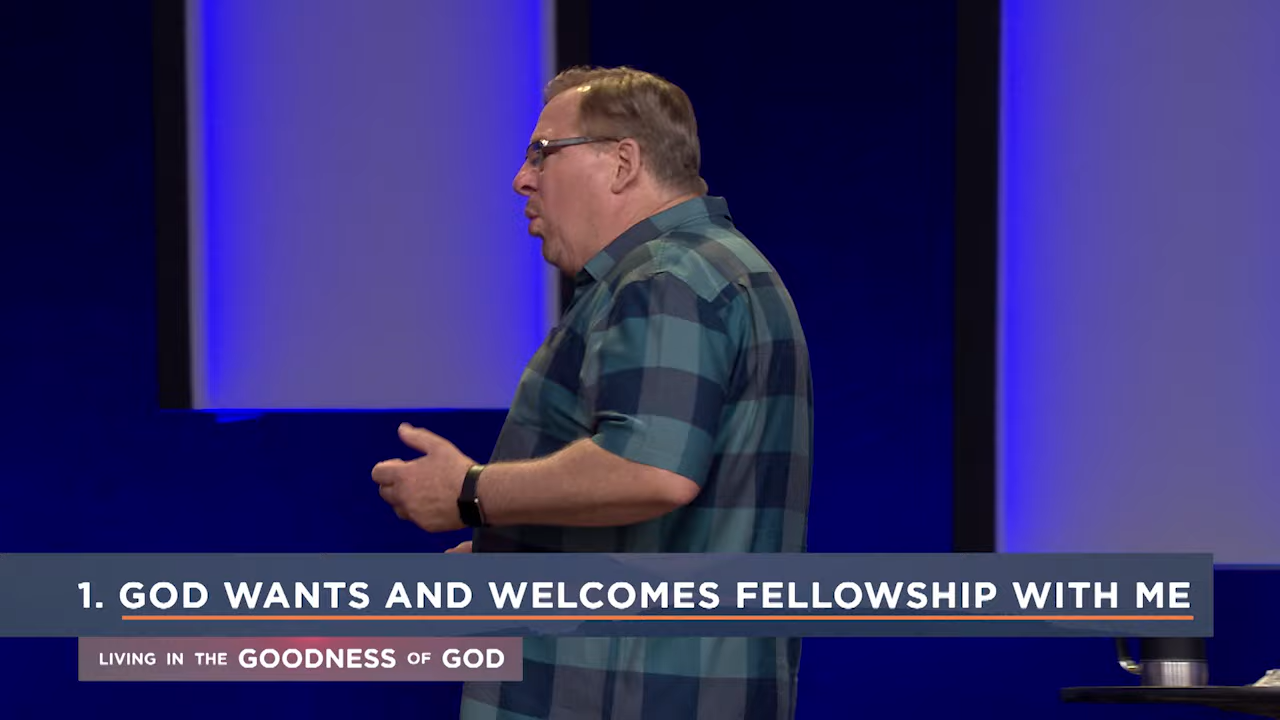 1. GOD WANTS AND WELCOMES FELLOWSHIP WITH ME
LIVING IN THE GOODNESS OF GOD